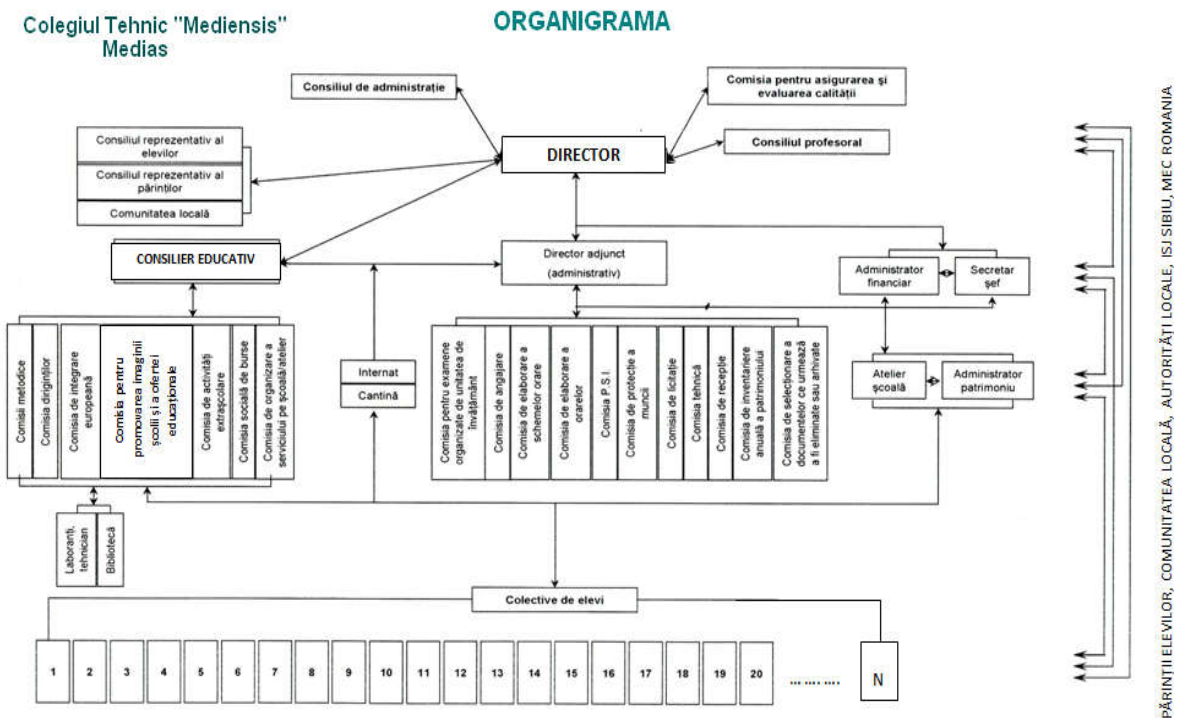 Colegiul Tehnic "Mediensis"
Medias
ORGANIGRAMA
Consiliul de administrație
Comisia pentru asigurarea și
evaluarea calității
Consiliul reprezentativ al
elevilor
Consiliul reprezentativ al
părinților
Comunitatea locală
DIRECTOR
Consiliul profesoral
CONSILIER EDUCATIV
Director adjunct
(administrativ)
Administrator
financiar
Secretar
șef
Comisii metodice
Comisia diriginților
Comisia de integrare
europeană
Comisia pentru
promovarea imaginii
școlii și a ofertei
educaționale
Comisia de activități
extrașcolare
Comisia socială de burse
Comisia de organizare a
serviciului pe școală/atelier
Internat
Cantină
Comisia pentru examene
organizate de unitatea de
învățământ
Comisia de angajare
Comisia de elaborare a
schemelor orare
Comisia de elaborare a
orarelor
Comisia P.S.I.
Comisia de protecție a
muncii
Comisia de licitație
Comisia tehnică
Comisia de recepție
Comisia de inventariere
anuală a patrimoniului
Comisia de selecționare a
documentelor ce urmează
a fi eliminate sau arhivate
Atelier
școală
Administrator
patrimoniu
Laboranți,
tehnician
Bibliotecă
Colective de elevi
1 2 3 4 5 6 7 8 9 10 11 12 13 14 15 16 17 18 19 20 .......... N
PĂRINȚII ELEVILOR, COMUNITATEA LOCALĂ, AUTORITĂȚI LOCALE, ISJ SIBIU, MEC ROMANIA